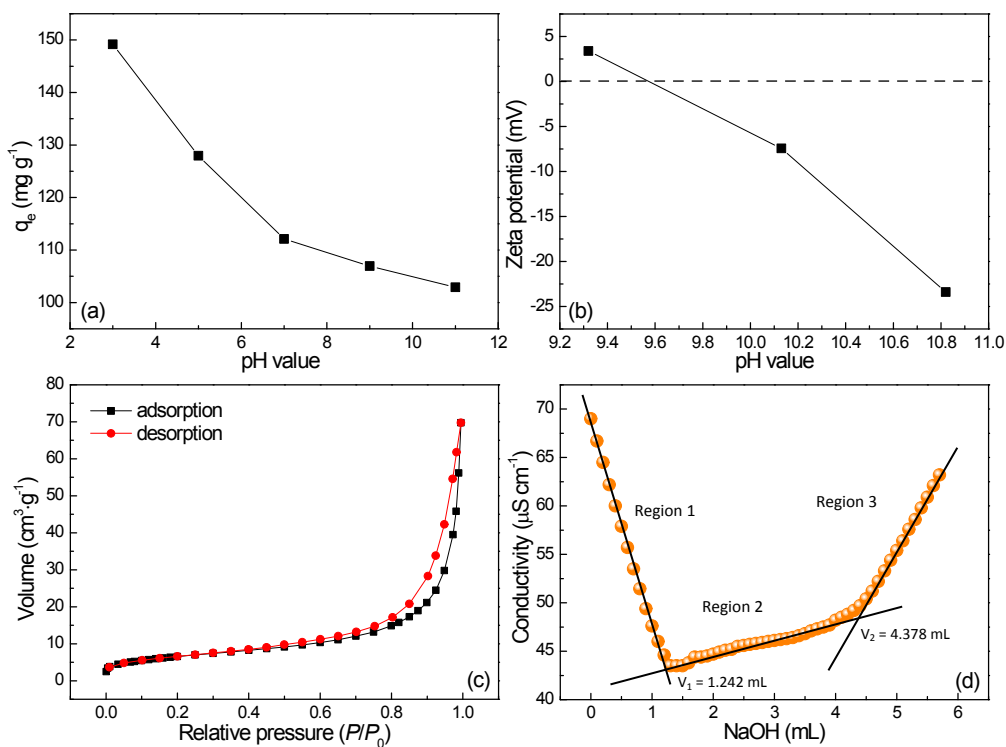 150
140
130
120
110
100
qₑ (mg g⁻¹)
(a)
2 4 6 8 10 12
pH value
5
0
-5
-10
-15
-20
-25
Zeta potential (mV)
(b)
9.2 9.4 9.6 9.8 10.0 10.2 10.4 10.6 10.8 11.0
pH value
80
70
60
50
40
30
20
10
0
Volume (cm³·g⁻¹)
adsorption
desorption
(c)
0.0 0.2 0.4 0.6 0.8 1.0
Relative pressure (P/P₀)
70
65
60
55
50
45
40
Conductivity (μS cm⁻¹)
Region 1
Region 2
Region 3
V₁ = 1.242 mL
V₂ = 4.378 mL
(d)
0 1 2 3 4 5 6
NaOH (mL)